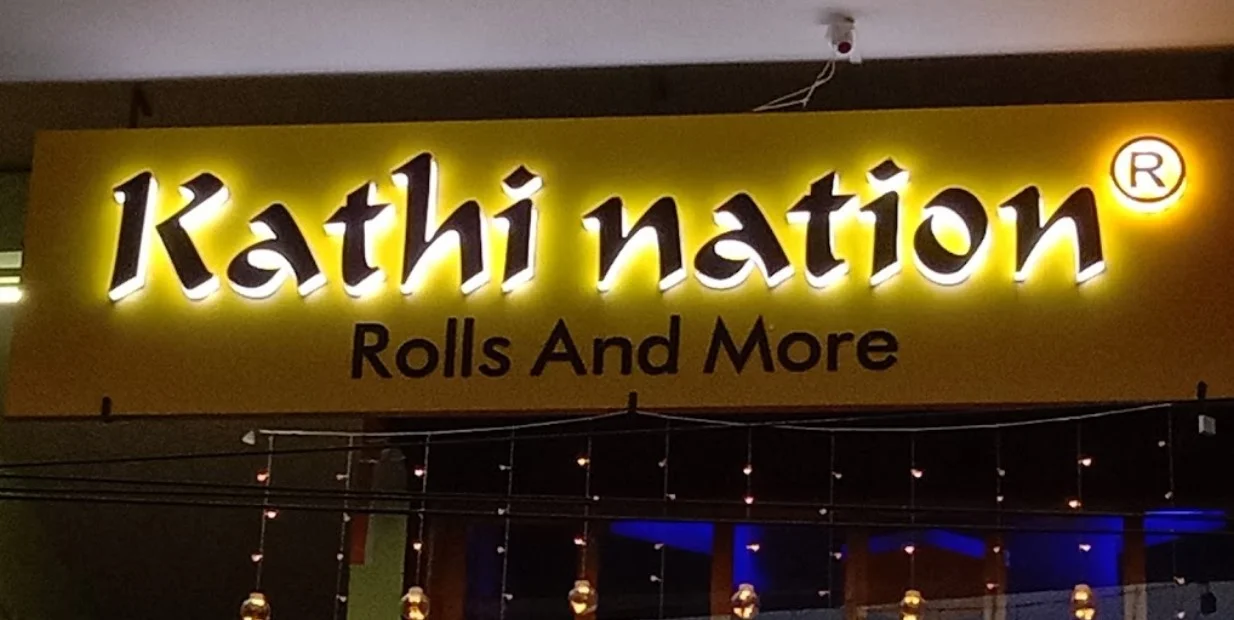 Kathi nation®
Rolls And More